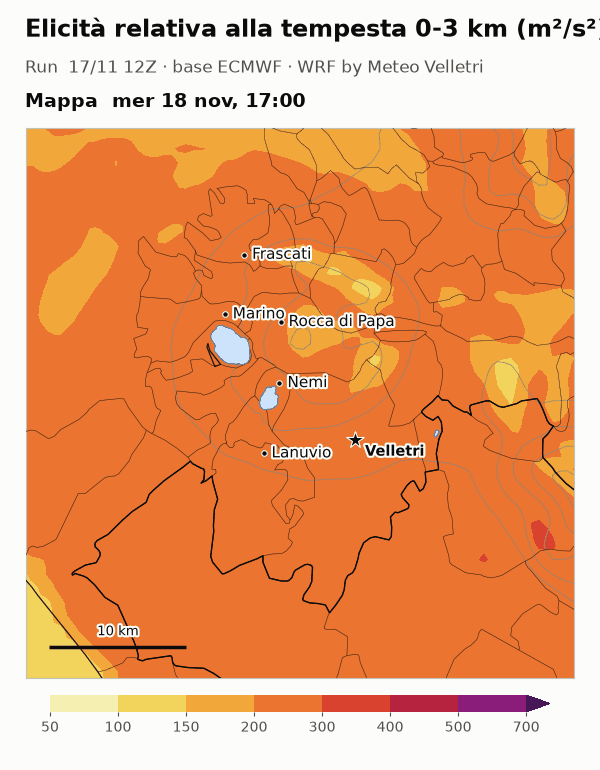 Elicità relativa alla tempesta 0-3 km (m²/s²)
Run  17/11 12Z · base ECMWF · WRF by Meteo Velletri
Mappa  mer 18 nov, 17:00
Frascati
Marino
Rocca di Papa
Nemi
Velletri
Lanuvio
10 km
50 100 150 200 300 400 500 700